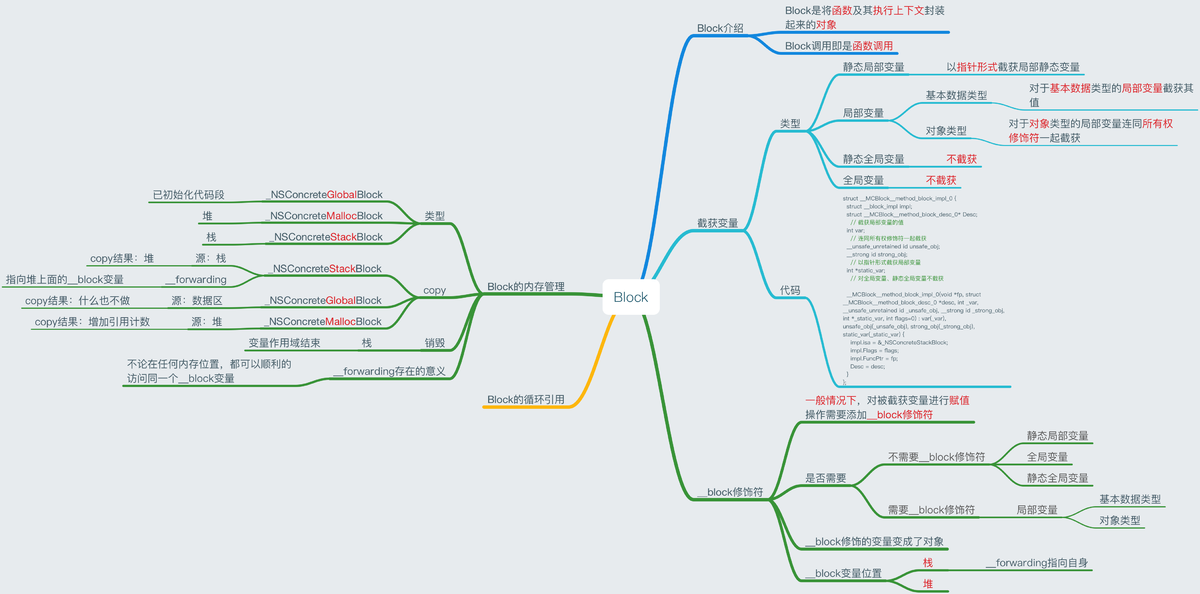 Block
Block介绍
Block是将函数及其执行上下文封装
起来的对象
Block调用即是函数调用
截获变量
类型
静态局部变量
以指针形式截获局部静态变量
局部变量
基本数据类型
对于基本数据类型的局部变量截获其
值
对象类型
对于对象类型的局部变量连同所有权
修饰符一起截获
静态全局变量
不截获
全局变量
不截获
代码
struct __MCBlock__method_block_impl_0 {
struct __block_impl impl;
struct __MCBlock__method_block_desc_0* Desc;
// 截获局部变量的值
int var;
// 连同所有权修饰符一起截获
__unsafe_unretained id unsafe_obj;
__strong id strong_obj;
// 以指针形式截获局部变量
int *static_var;
// 对全局变量、静态全局变量不截获
__MCBlock__method_block_impl_0(void *fp, struct
__MCBlock__method_block_desc_0 *desc, int _var,
__unsafe_unretained id _unsafe_obj, __strong id _strong_obj,
int *_static_var, int flags=0) : var(_var),
unsafe_obj(_unsafe_obj), strong_obj(_strong_obj),
static_var(_static_var) {
impl.isa = &_NSConcreteStackBlock;
impl.Flags = flags;
impl.FuncPtr = fp;
Desc = desc;
}
};
__block修饰符
一般情况下，对被截获变量进行赋值
操作需要添加__block修饰符
是否需要
不需要__block修饰符
静态局部变量
全局变量
静态全局变量
需要__block修饰符
局部变量
基本数据类型
对象类型
__block修饰的变量变成了对象
__block变量位置
栈
__forwarding指向自身
堆
Block的内存管理
类型
_NSConcreteGlobalBlock
已初始化代码段
_NSConcreteMallocBlock
堆
_NSConcreteStackBlock
栈
copy
_NSConcreteStackBlock
源：栈
copy结果：堆
__forwarding
指向堆上面的__block变量
_NSConcreteGlobalBlock
源：数据区
copy结果：什么也不做
_NSConcreteMallocBlock
源：堆
copy结果：增加引用计数
销毁
栈
变量作用域结束
__forwarding存在的意义
不论在任何内存位置，都可以顺利的
访问同一个__block变量
Block的循环引用